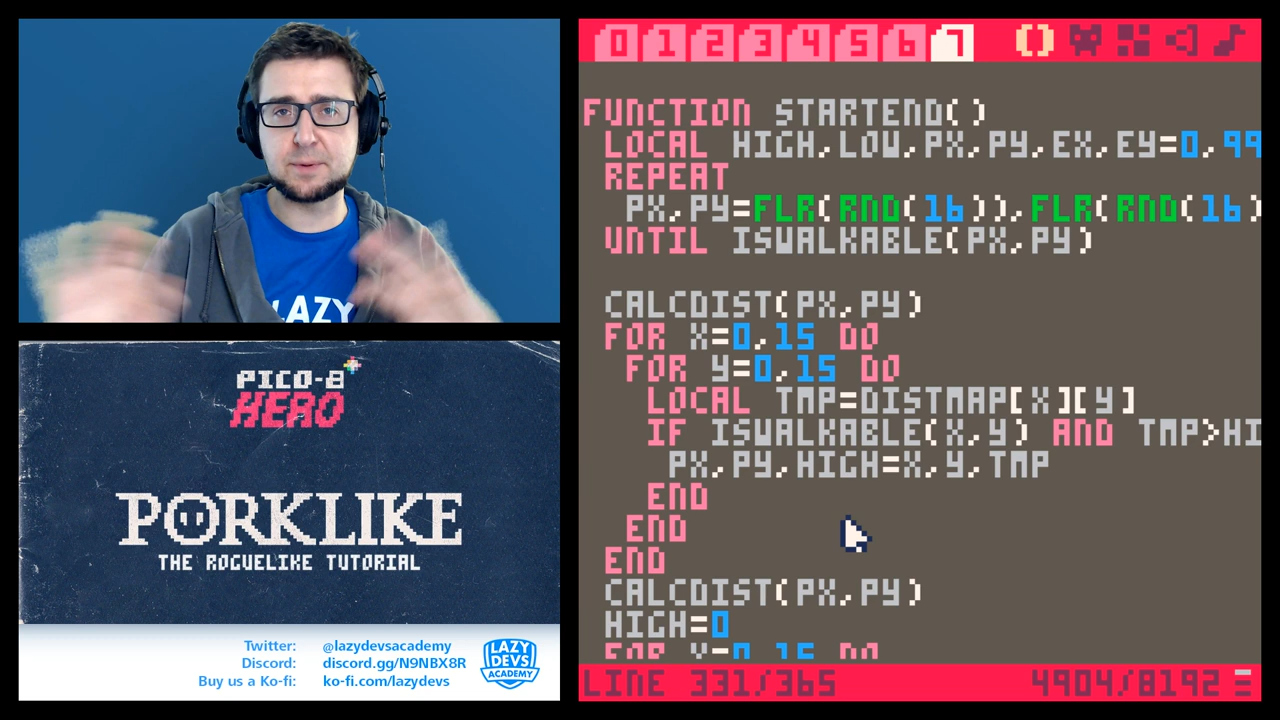 LAZY
PICO-8
HERO
PORKLIKE
THE ROGUELIKE TUTORIAL
Twitter: @lazydevsacademy
Discord: discord.gg/N9NBX8R
Buy us a Ko-fi: ko-fi.com/lazydevs
LAZY
DEVS
ACADEMY
0 1 2 3 4 5 6 7 ()
FUNCTION STARTEND()
LOCAL HIGH,LOW,PX,PY,EX,EY=0,99
REPEAT
PX,PY=FLR(RND(16)),FLR(RND(16)
UNTIL ISWALKABLE(PX,PY)
CALCDIST(PX,PY)
FOR X=0,15 DO
FOR Y=0,15 DO
LOCAL TMP=DISTMAP[X][Y]
IF ISWALKABLE(X,Y) AND TMP>HI
PX,PY,HIGH=X,Y,TMP
END
END
END
CALCDIST(PX,PY)
HIGH=0
FOR X=0,15 DO
LINE 331/365 4904/8192